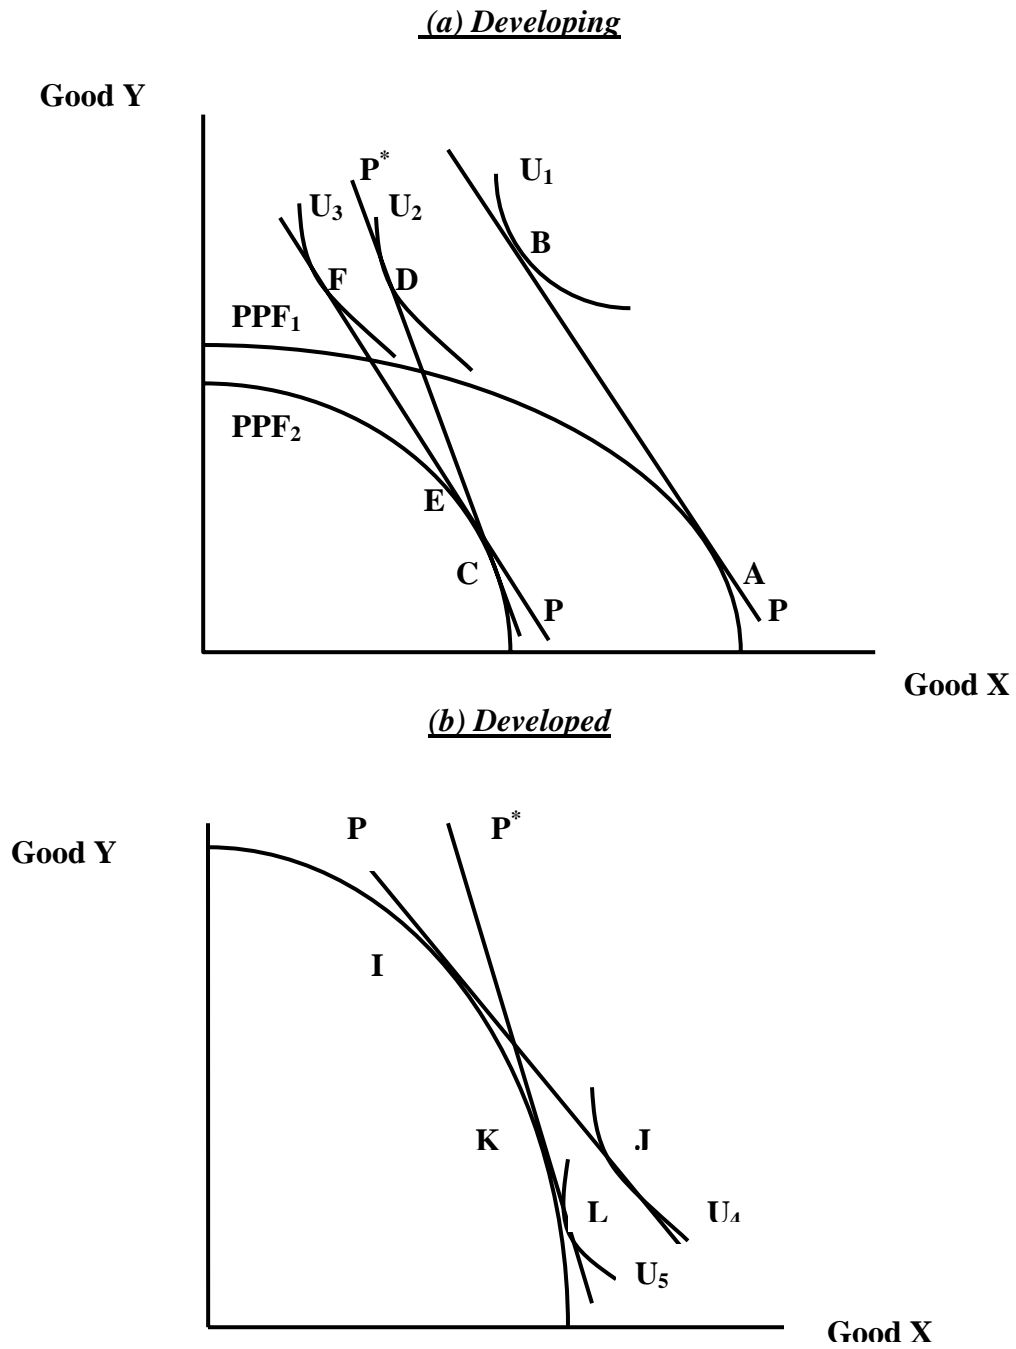 (a) Developing
Good Y
P*
U1
U3
U2
B
F
D
PPF1
PPF2
E
C
A
P
P
Good X
(b) Developed
P
P*
Good Y
I
K
J
L
U4
U5
Good X